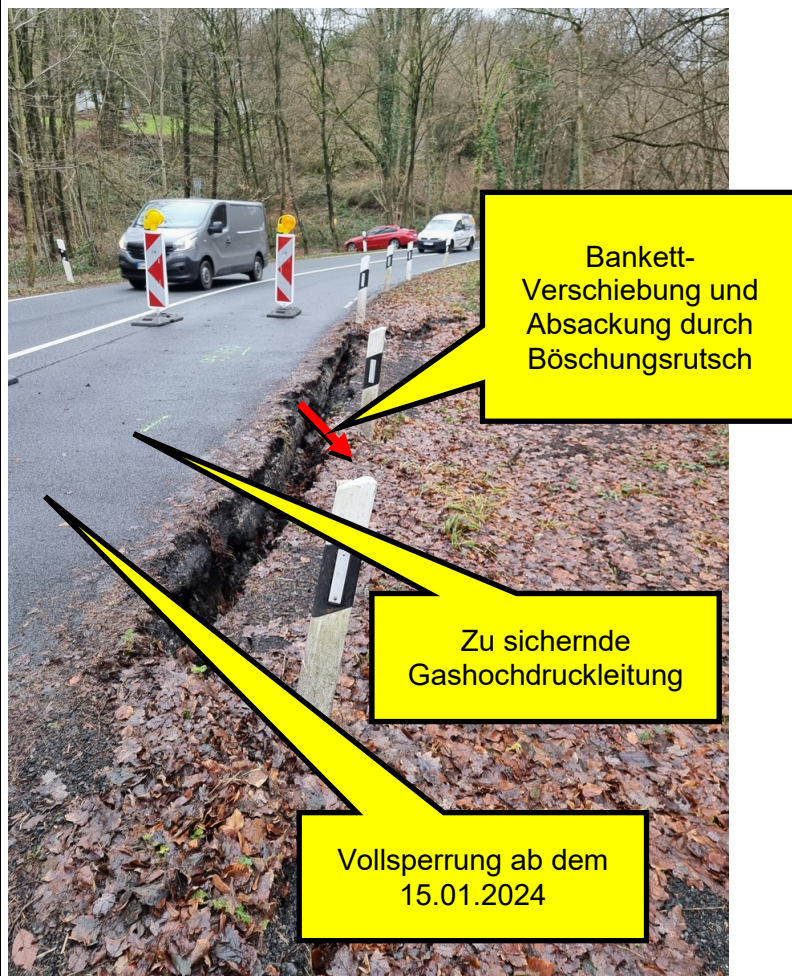 Bankett-
Verschiebung und
Absackung durch
Böschungsrutsch
Zu sichernde
Gashochdruckleitung
Vollsperrung ab dem
15.01.2024